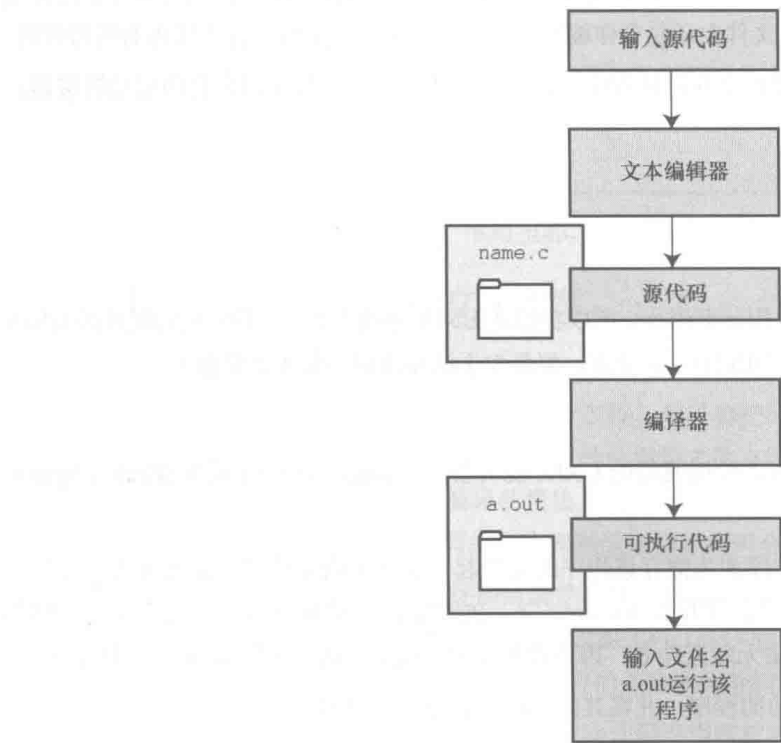 输入源代码
文本编辑器
name.c
源代码
编译器
a.out
可执行代码
输入文件名
a.out运行该
程序